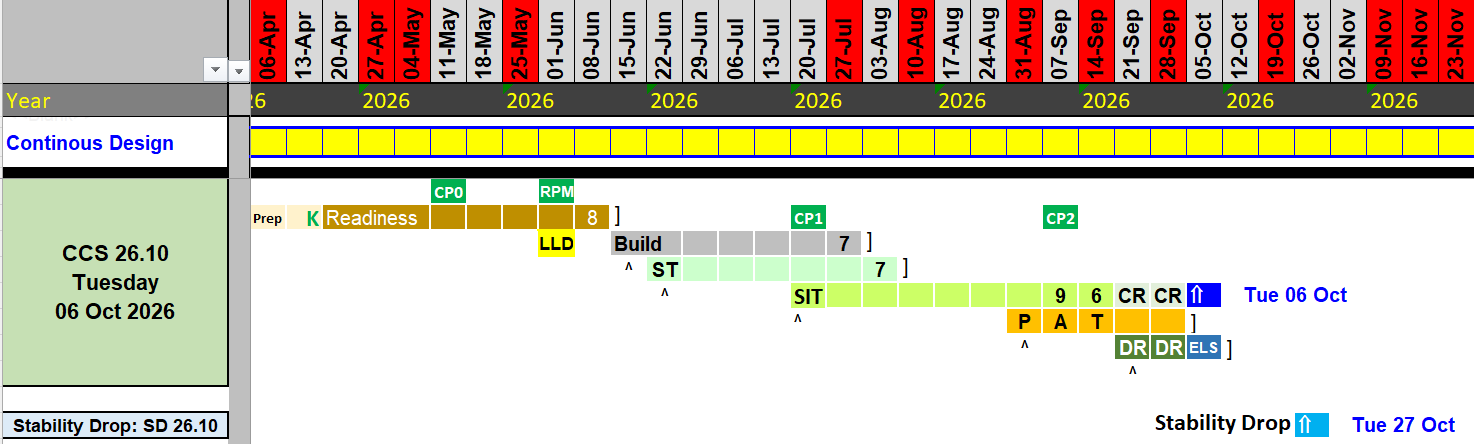 06-Apr 13-Apr 20-Apr 27-Apr 04-May 11-May 18-May 25-May 01-Jun 08-Jun 15-Jun 22-Jun 29-Jun 06-Jul 13-Jul 20-Jul 27-Jul 03-Aug 10-Aug 17-Aug 24-Aug 31-Aug 07-Sep 14-Sep 21-Sep 28-Sep 05-Oct 12-Oct 19-Oct 26-Oct 02-Nov 09-Nov 16-Nov 23-Nov
Year 26 2026 2026 2026 2026 2026 2026 2026 2026
Continous Design
CP0 RPM
Prep K Readiness 8 ] CP1 CP2
LLD Build 7 ]
^ ST 7 ]
^ SIT 9 6 CR CR ⇑ Tue 06 Oct
^ P A T ]
^ DR DR ELS ]
^
CCS 26.10
Tuesday
06 Oct 2026
Stability Drop: SD 26.10 Stability Drop ⇑ Tue 27 Oct